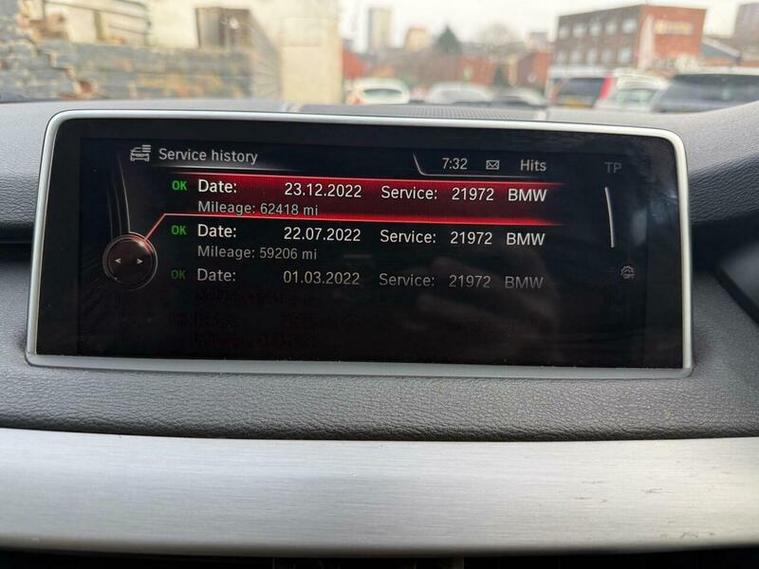 Service history 7:32 Hits TP
OK Date: 23.12.2022 Service: 21972 BMW
Mileage: 62418 mi
OK Date: 22.07.2022 Service: 21972 BMW
Mileage: 59206 mi
OK Date: 01.03.2022 Service: 21972 BMW